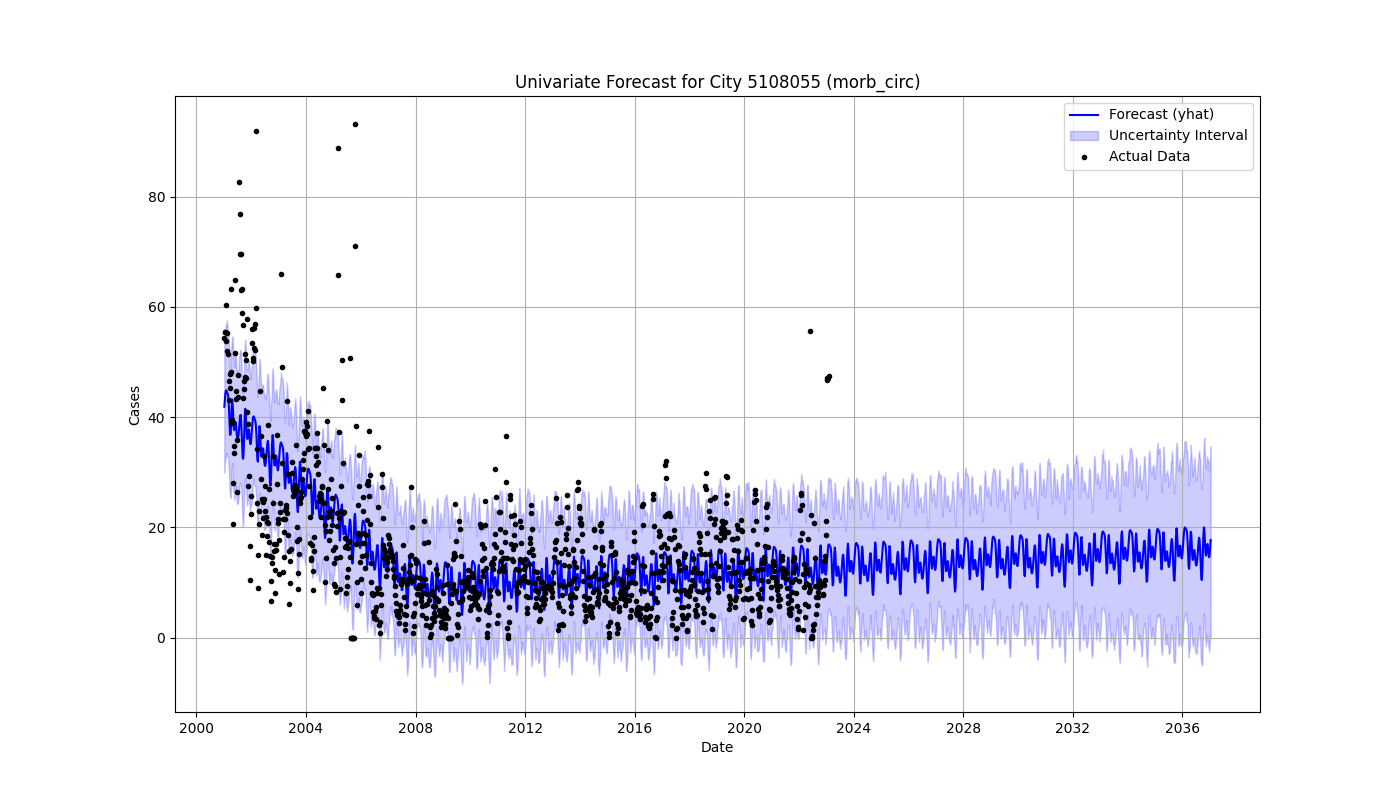 Univariate Forecast for City 5108055 (morb_circ)
Forecast (yhat)
Uncertainty Interval
Actual Data
Cases
80
60
40
20
0
2000 2004 2008 2012 2016 2020 2024 2028 2032 2036
Date